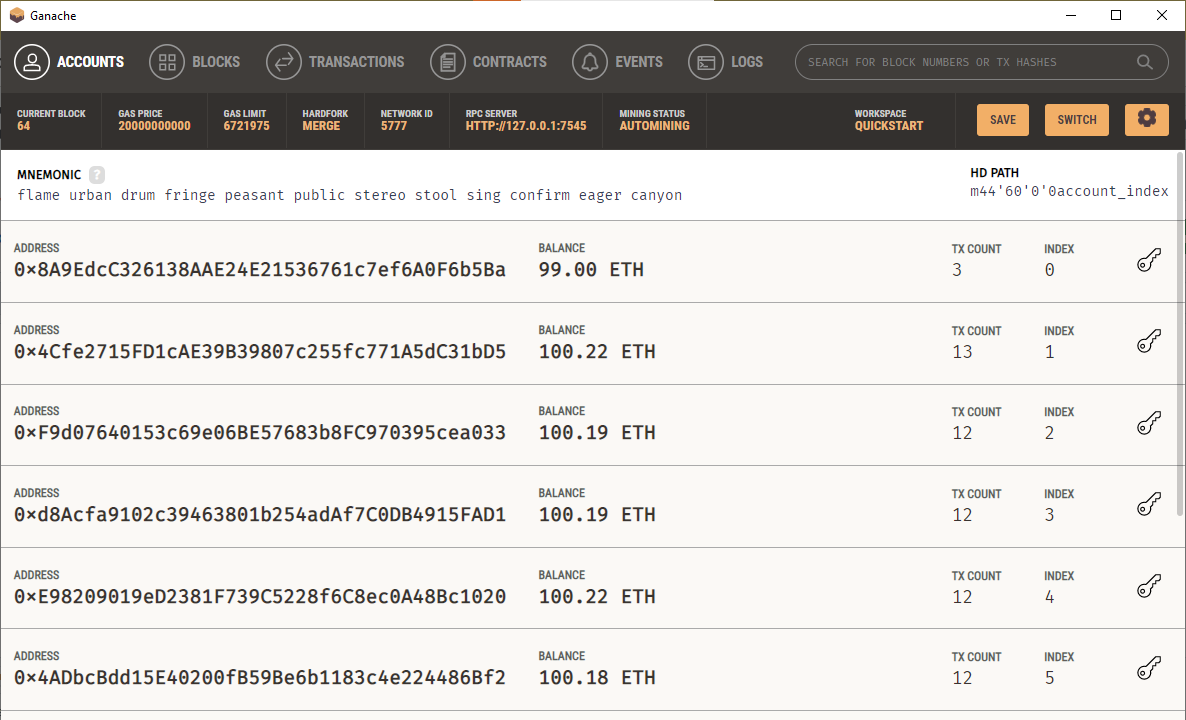 Ganache
ACCOUNTS BLOCKS TRANSACTIONS CONTRACTS EVENTS LOGS SEARCH FOR BLOCK NUMBERS OR TX HASHES
CURRENT BLOCK GAS PRICE GAS LIMIT HARDFORK NETWORK ID RPC SERVER MINING STATUS WORKSPACE
64 20000000000 6721975 MERGE 5777 HTTP://127.0.0.1:7545 AUTOMINING QUICKSTART SAVE SWITCH
MNEMONIC ? HD PATH
flame urban drum fringe peasant public stereo stool sing confirm eager canyon m44'60'0'0account_index
ADDRESS BALANCE TX COUNT INDEX
0×8A9EdcC326138AAE24E21536761c7ef6A0F6b5Ba 99.00 ETH 3 0
ADDRESS BALANCE TX COUNT INDEX
0×4Cfe2715FD1cAE39B39807c255fc771A5dC31bD5 100.22 ETH 13 1
ADDRESS BALANCE TX COUNT INDEX
0×F9d07640153c69e06BE57683b8FC970395cea033 100.19 ETH 12 2
ADDRESS BALANCE TX COUNT INDEX
0×d8Acfa9102c39463801b254adAf7C0DB4915FAD1 100.19 ETH 12 3
ADDRESS BALANCE TX COUNT INDEX
0×E98209019eD2381F739C5228f6C8ec0A48Bc1020 100.22 ETH 12 4
ADDRESS BALANCE TX COUNT INDEX
0×4ADbcBdd15E40200fB59Be6b1183c4e224486Bf2 100.18 ETH 12 5